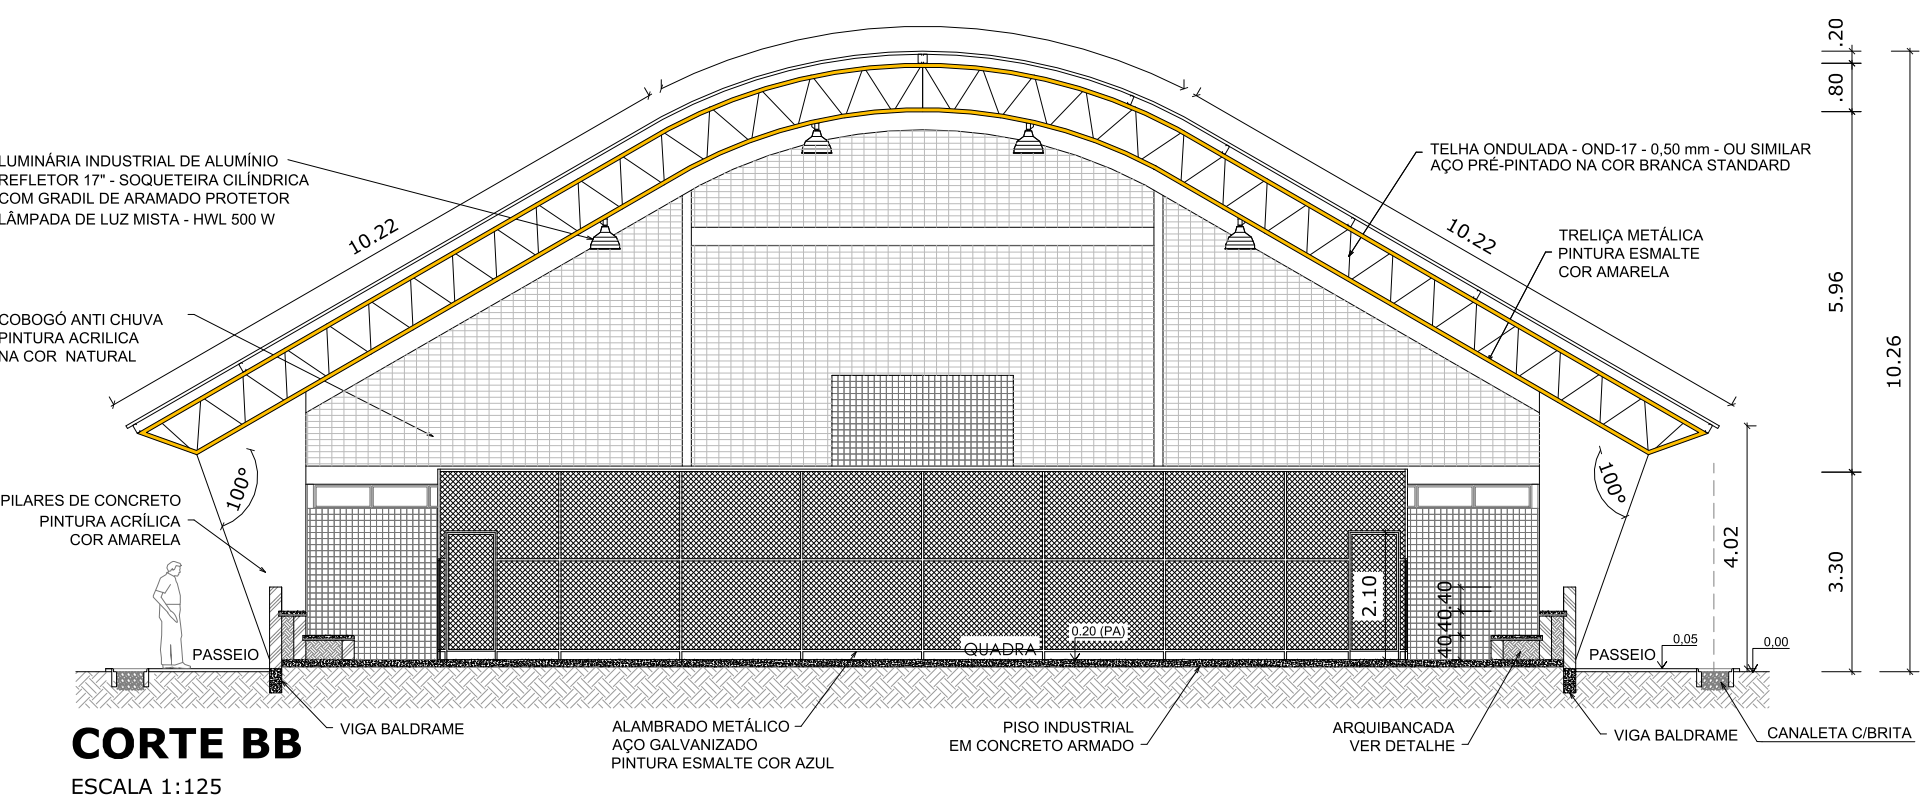 .20
.80
5.96
10.26
3.30
LUMINÁRIA INDUSTRIAL DE ALUMÍNIO
REFLETOR 17" - SOQUETEIRA CILÍNDRICA
COM GRADIL DE ARAMADO PROTETOR
LÂMPADA DE LUZ MISTA - HWL 500 W
10.22
10.22
TELHA ONDULADA - OND-17 - 0,50 mm - OU SIMILAR
AÇO PRÉ-PINTADO NA COR BRANCA STANDARD
TRELIÇA METÁLICA
PINTURA ESMALTE
COR AMARELA
COBOGÓ ANTI CHUVA
PINTURA ACRILICA
NA COR NATURAL
100°
100°
PILARES DE CONCRETO
PINTURA ACRÍLICA
COR AMARELA
4.02
2.10
.40
.40
.40
0.20 (PA)
QUADRA
PASSEIO
PASSEIO
0,05
0,00
VIGA BALDRAME
ALAMBRADO METÁLICO
AÇO GALVANIZADO
PINTURA ESMALTE COR AZUL
PISO INDUSTRIAL
EM CONCRETO ARMADO
ARQUIBANCADA
VER DETALHE
VIGA BALDRAME
CANALETA C/BRITA
CORTE BB
ESCALA 1:125